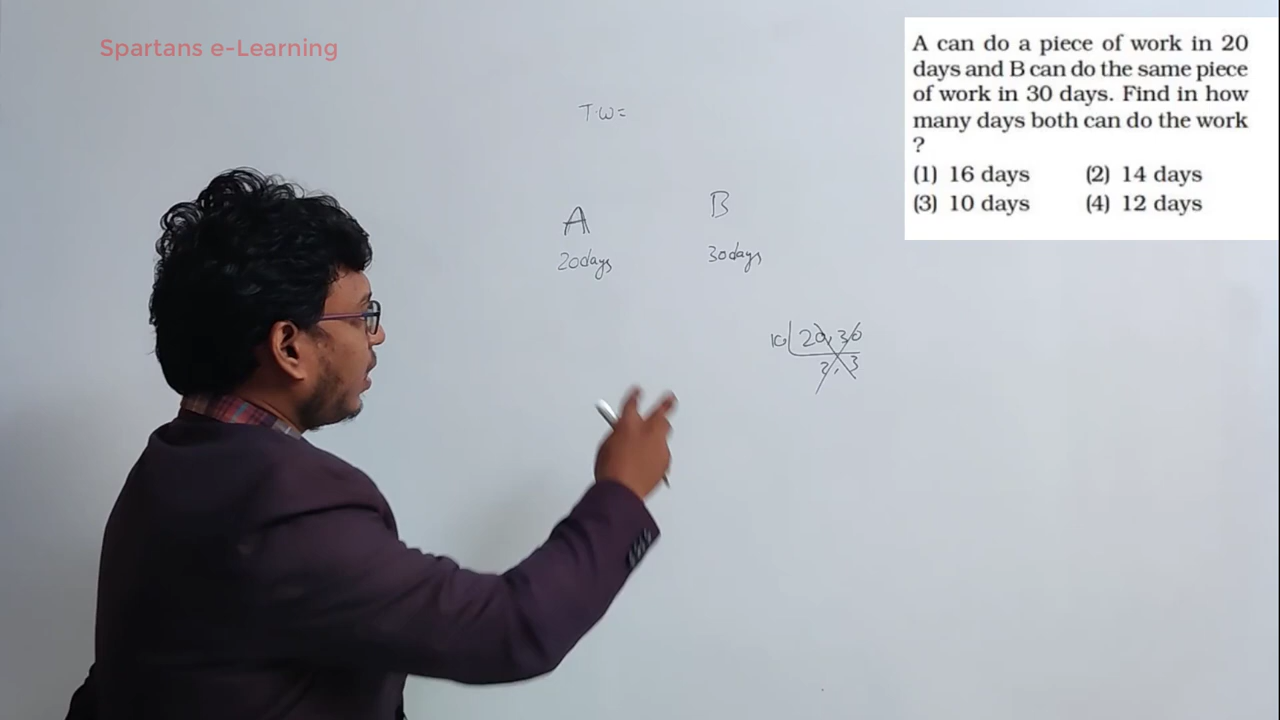 Spartans e-Learning
A can do a piece of work in 20
days and B can do the same piece
of work in 30 days. Find in how
many days both can do the work
?
(1) 16 days (2) 14 days
(3) 10 days (4) 12 days
T.W=
A B
20days 30days
10 20, 30
2, 3